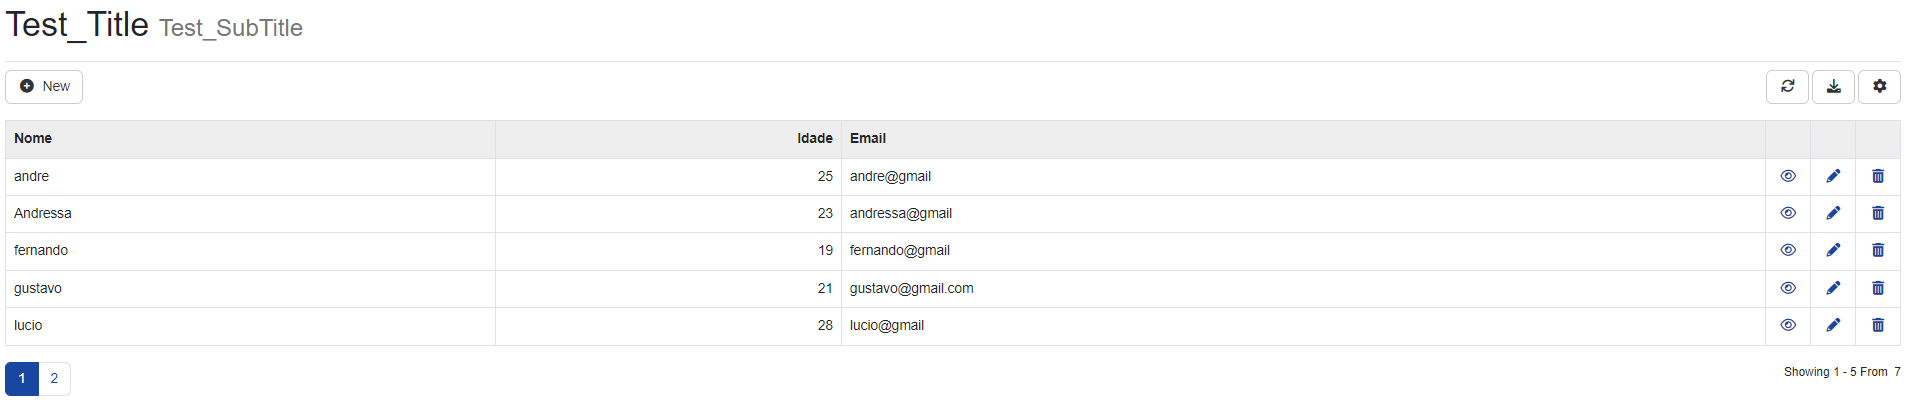 Test_Title Test_SubTitle
New
Nome Idade Email
andre 25 andre@gmail
Andressa 23 andressa@gmail
fernando 19 fernando@gmail
gustavo 21 gustavo@gmail.com
lucio 28 lucio@gmail
1 2 Showing 1 - 5 From 7